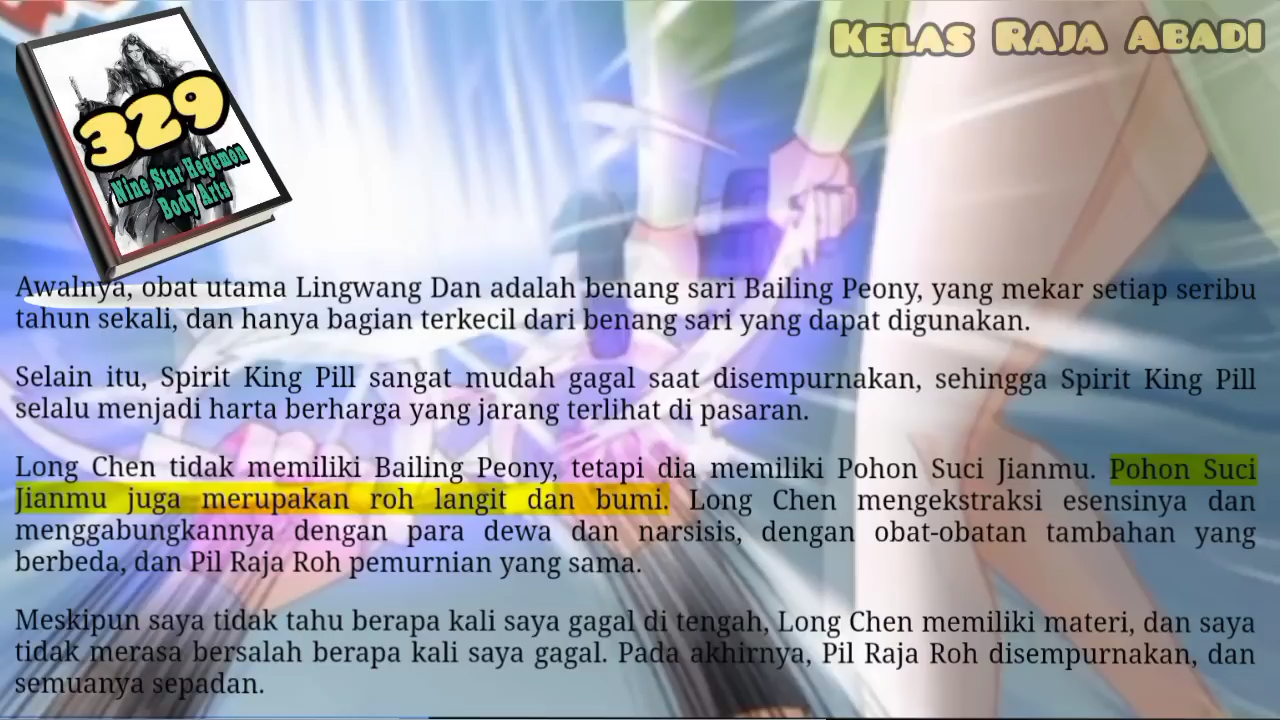 Kelas Raja Abadi
329
Nine Star Hegemon
Body Arts
Awalnya, obat utama Lingwang Dan adalah benang sari Bailing Peony, yang mekar setiap seribu
tahun sekali, dan hanya bagian terkecil dari benang sari yang dapat digunakan.
Selain itu, Spirit King Pill sangat mudah gagal saat disempurnakan, sehingga Spirit King Pill
selalu menjadi harta berharga yang jarang terlihat di pasaran.
Long Chen tidak memiliki Bailing Peony, tetapi dia memiliki Pohon Suci Jianmu. Pohon Suci
Jianmu juga merupakan roh langit dan bumi. Long Chen mengekstraksi esensinya dan
menggabungkannya dengan para dewa dan narsisis, dengan obat-obatan tambahan yang
berbeda, dan Pil Raja Roh pemurnian yang sama.
Meskipun saya tidak tahu berapa kali saya gagal di tengah, Long Chen memiliki materi, dan saya
tidak merasa bersalah berapa kali saya gagal. Pada akhirnya, Pil Raja Roh disempurnakan, dan
semuanya sepadan.